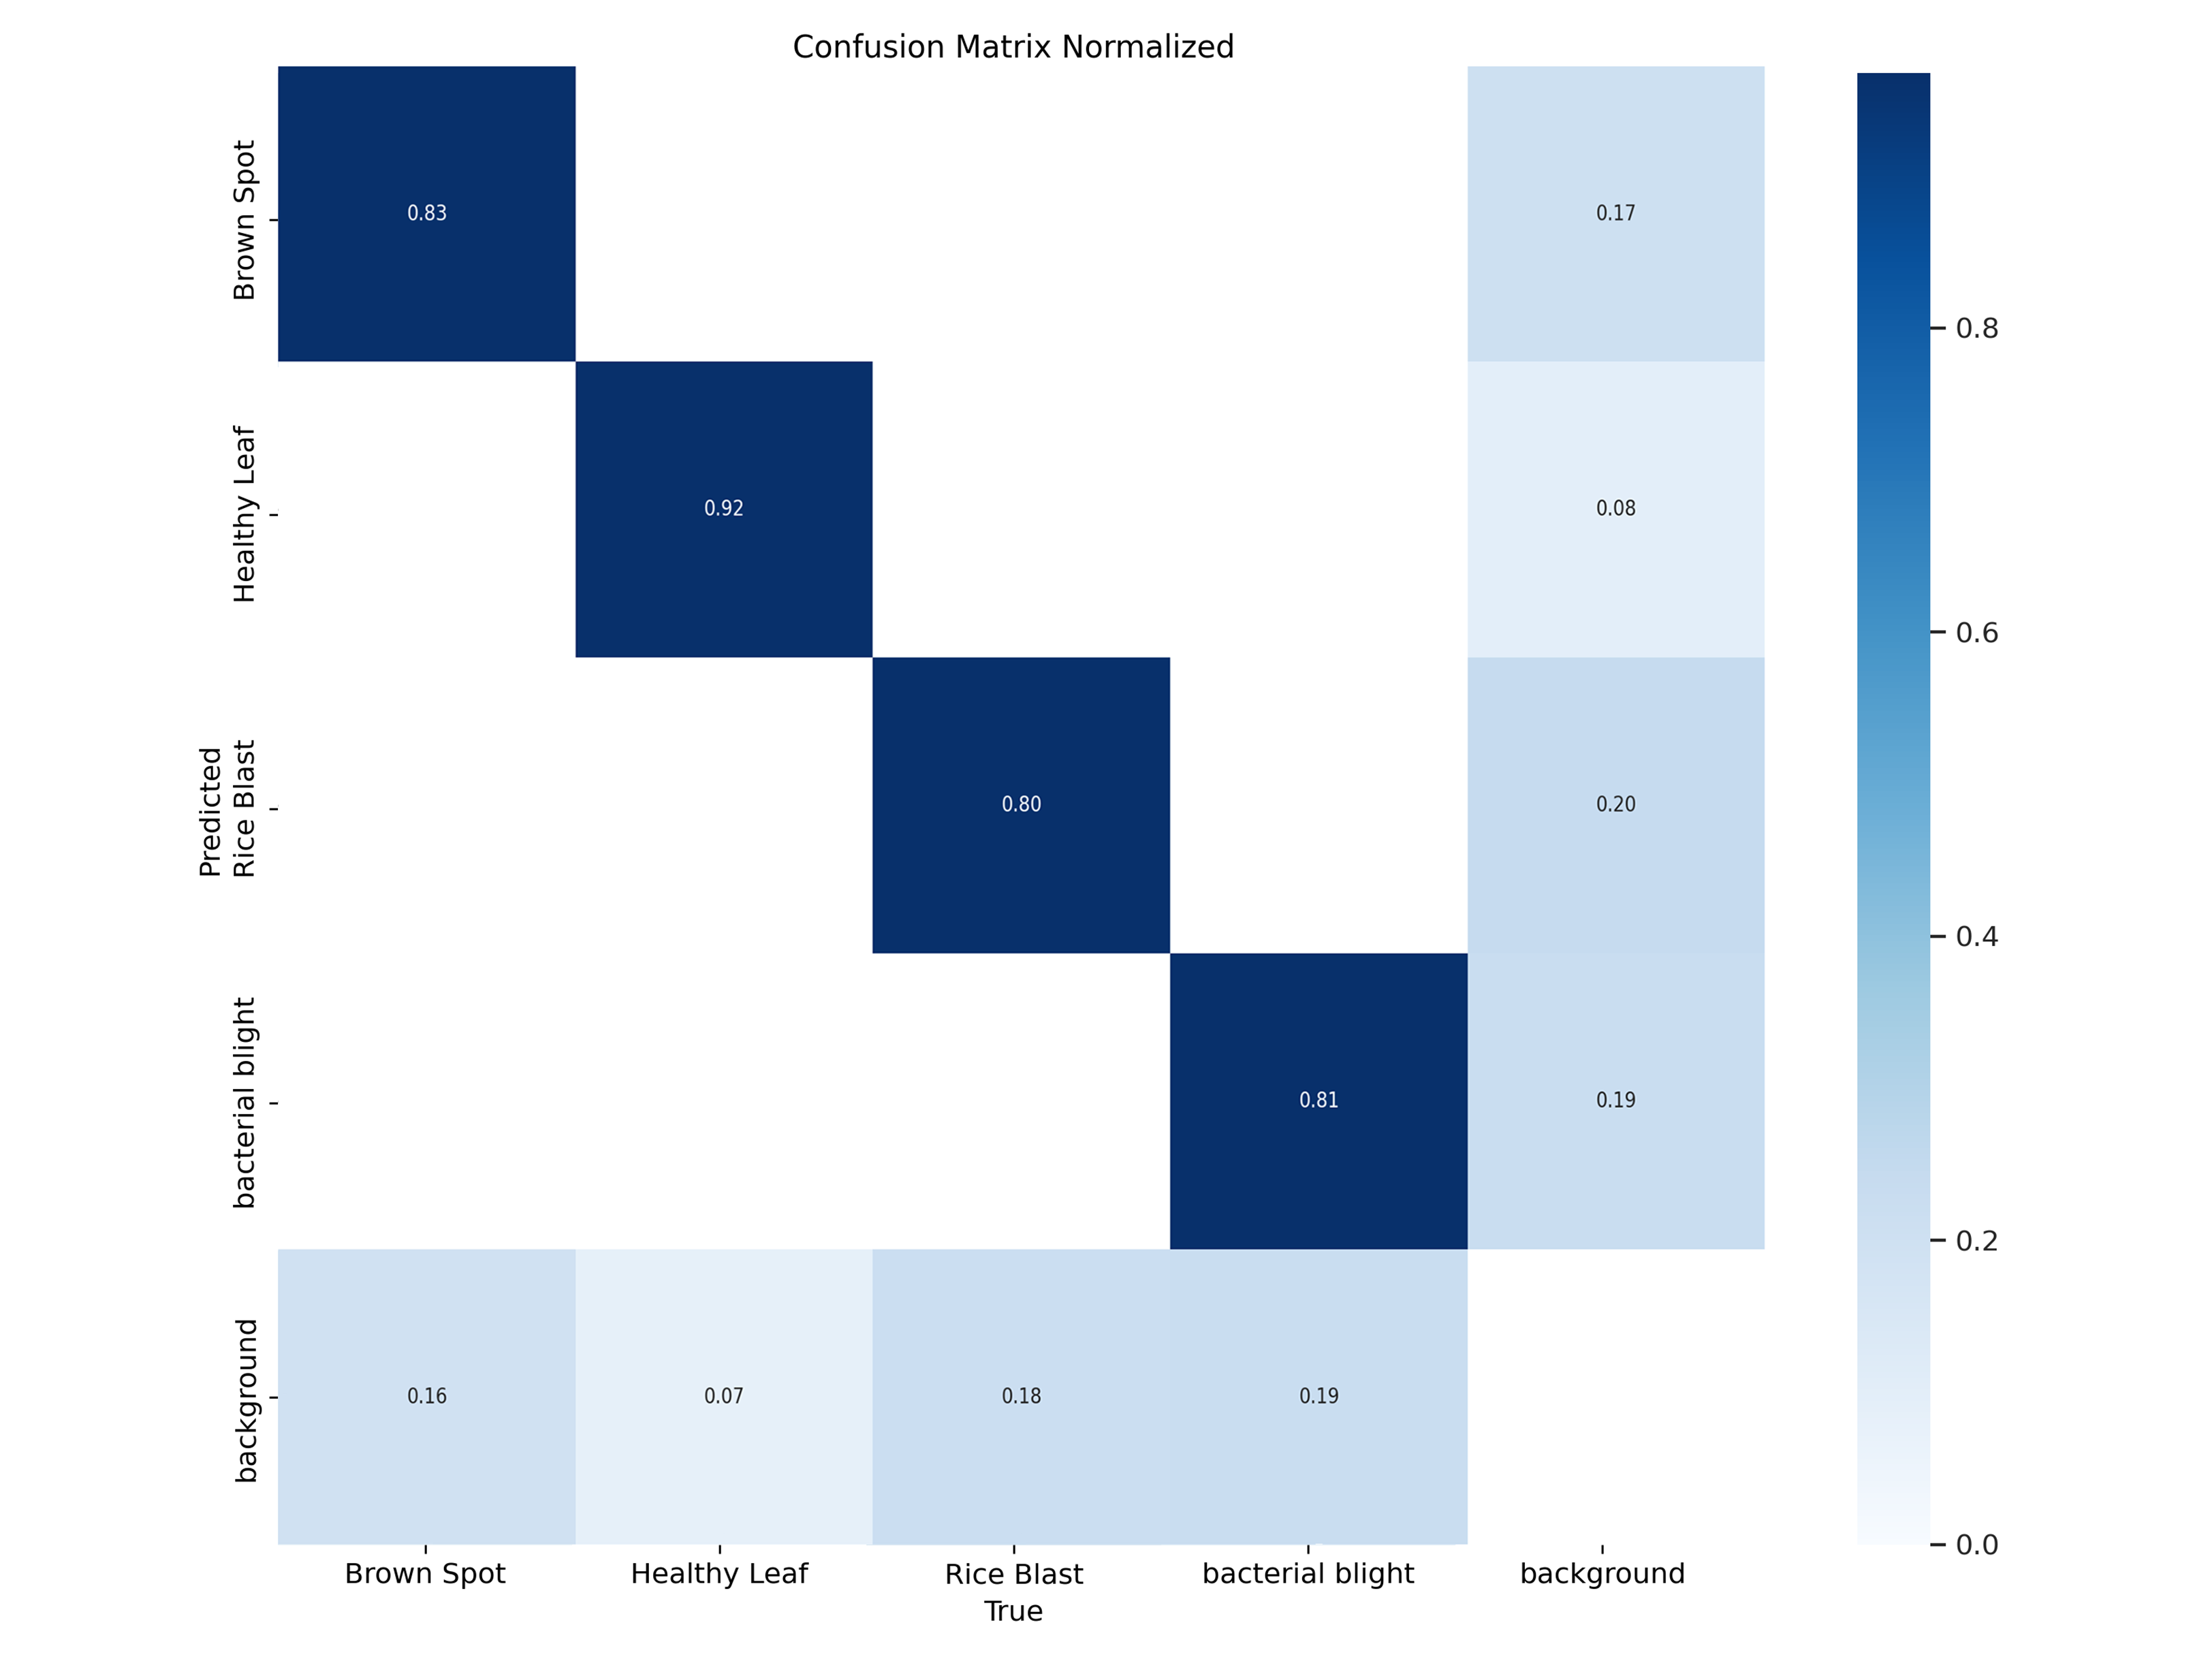 Confusion Matrix Normalized
Brown Spot
0.83
0.17
0.8
Healthy Leaf
0.92
0.08
0.6
Predicted
Rice Blast
0.80
0.20
0.4
bacterial blight
0.81
0.19
0.2
background
0.16
0.07
0.18
0.19
0.0
Brown Spot
Healthy Leaf
Rice Blast
bacterial blight
background
True